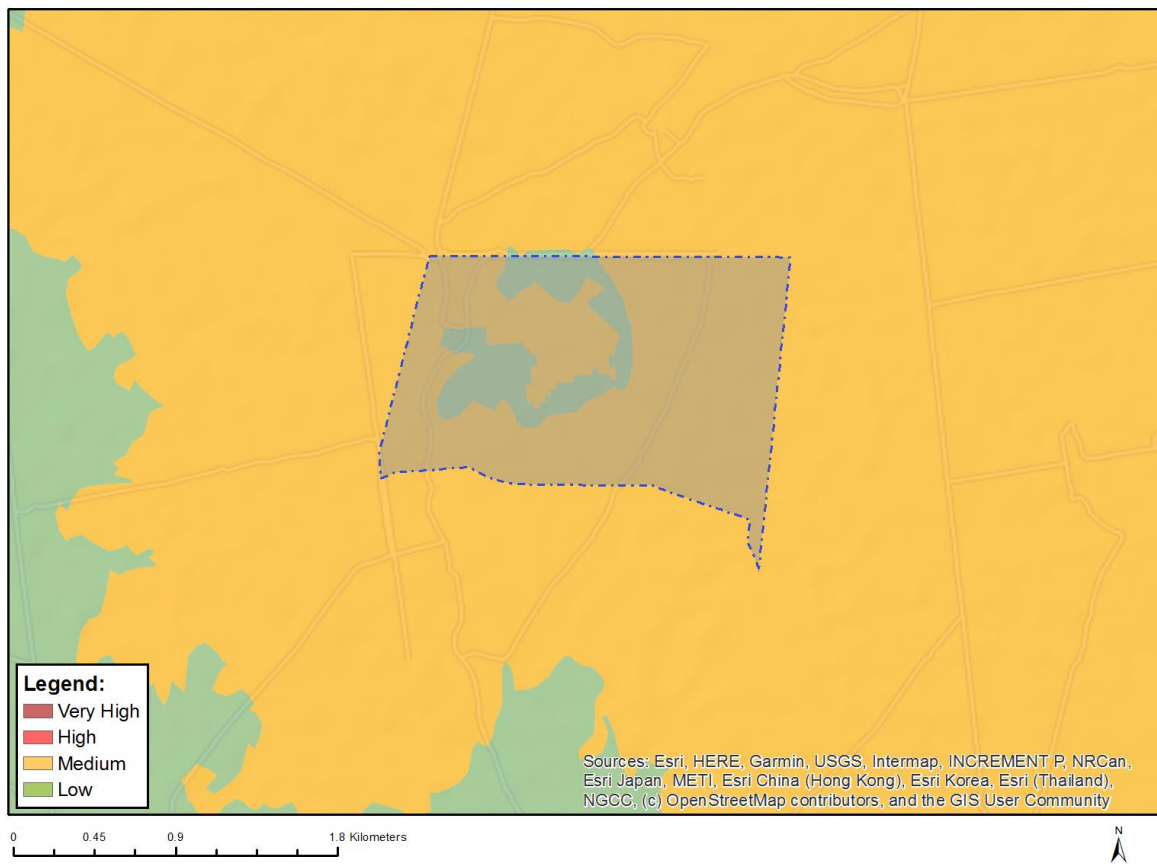 Legend:
Very High
High
Medium
Low
Sources: Esri, HERE, Garmin, USGS, Intermap, INCREMENT P, NRCan,
Esri Japan, METI, Esri China (Hong Kong), Esri Korea, Esri (Thailand),
NGCC, (c) OpenStreetMap contributors, and the GIS User Community
0 0.45 0.9 1.8 Kilometers
N